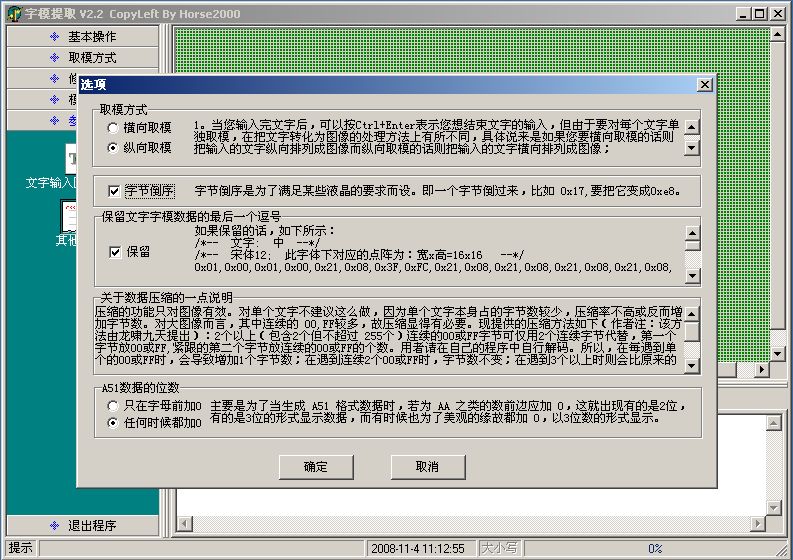 字模提取 V2.2 CopyLeft By Horse2000
基本操作
取模方式
文字输入
其他
选项
取模方式
横向取模
纵向取模
1。当您输入完文字后，可以按Ctrl+Enter表示您想结束文字的输入，但由于要对每个文字单
独取模，在把文字转化为图像的处理方法上有所不同，具体说来是如果您要横向取模的话则
把输入的文字纵向排列成图像而纵向取模的话则把输入的文字横向排列成图像；
字节倒序
字节倒序是为了满足某些液晶的要求而设。即一个字节倒过来，比如 0x17,要把它变成0xe8。
保留文字字模数据的最后一个逗号
保留
如果保留的话，如下所示：
/*-- 文字: 中 --*/
/*-- 宋体12; 此字体下对应的点阵为：宽x高=16x16 --*/
0x01,0x00,0x01,0x00,0x21,0x08,0x3F,0xFC,0x21,0x08,0x21,0x08,0x21,0x08,0x21,0x08,
关于数据压缩的一点说明
压缩的功能只对图像有效。对单个文字不建议这么做，因为单个文字本身占的字节数较少，压缩率不高或反而增
加字节数。对大图像而言，其中连续的 00,FF较多，故压缩显得有必要。现提供的压缩方法如下（作者注：该方
法由龙啸九天提出）：2个以上（包含2个但不超过 255个）连续的00或FF字节可仅用2个连续字节代替，第一个
字节放00或FF,紧跟的第二个字节放连续的00或FF的个数。用者请在自己的程序中自行解码。所以，在每遇到单
个的00或FF时，会导致增加1个字节数；在遇到连续2个00或FF时，字节数不变；在遇到3个以上时则会比原来的
A51数据的位数
只在字母前加0
任何时候都加0
主要是为了当生成 A51 格式数据时，若为 AA 之类的数前边应加 0，这就出现有的是2位，
有的是3位的形式显示数据，而有时候也为了美观的缘故都加 0，以3位数的形式显示。
确定
取消
退出程序
提示
2008-11-4 11:12:55
大小写
0%